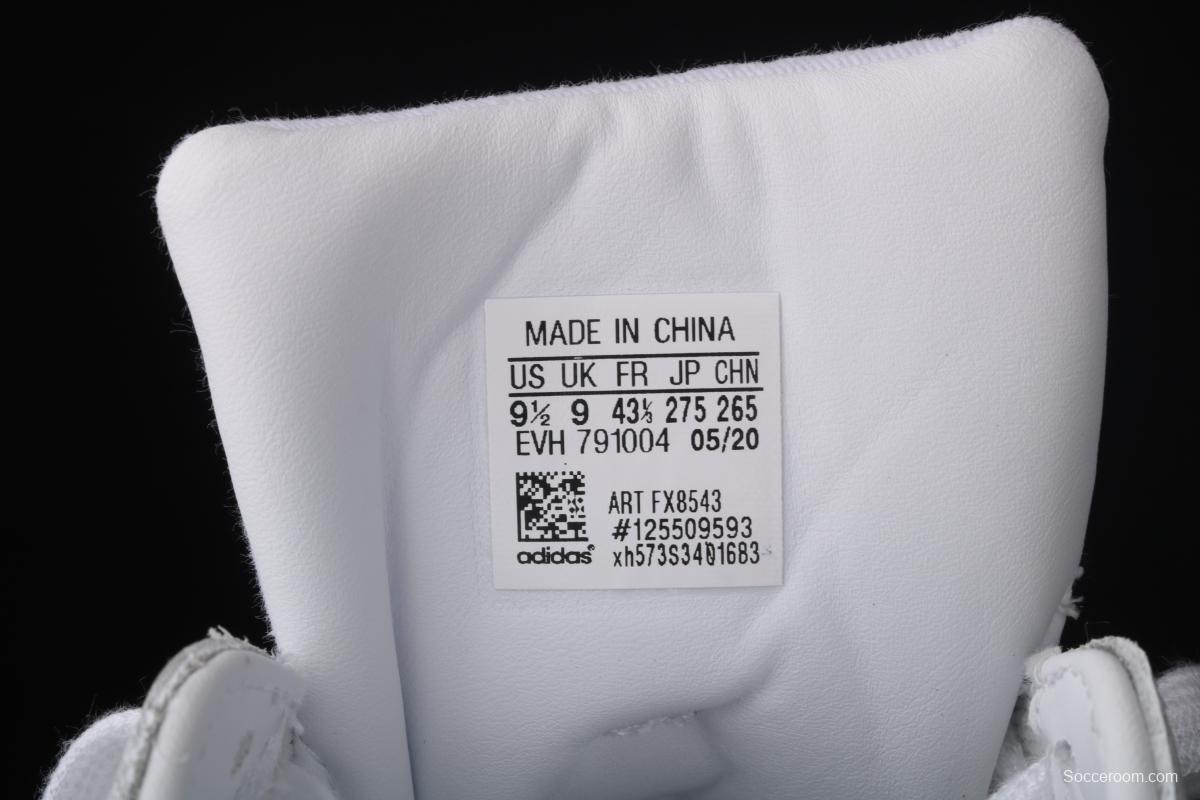 MADE IN CHINA
US UK FR JP CHN
9½ 9 43⅓ 275 265
EVH 791004 05/20
ART FX8543
#125509593
adidas® xh573S3401683
Socceroom.com